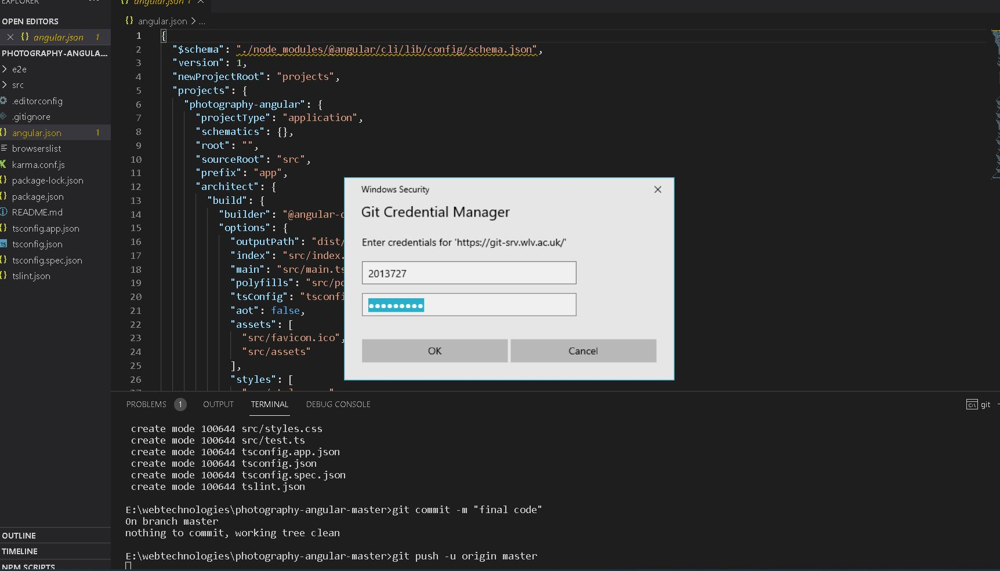 EXPLORER
angular.json 1
OPEN EDITORS
angular.json 1
PHOTOGRAPHY-ANGULA...
e2e
src
.editorconfig
.gitignore
angular.json 1
browserslist
karma.conf.js
package-lock.json
package.json
README.md
tsconfig.app.json
tsconfig.json
tsconfig.spec.json
tslint.json
OUTLINE
TIMELINE
NPM SCRIPTS
angular.json > ...
1 {
2 "$schema": "./node_modules/@angular/cli/lib/config/schema.json",
3 "version": 1,
4 "newProjectRoot": "projects",
5 "projects": {
6 "photography-angular": {
7 "projectType": "application",
8 "schematics": {},
9 "root": "",
10 "sourceRoot": "src",
11 "prefix": "app",
12 "architect": {
13 "build": {
14 "builder": "@angular-
15 "options": {
16 "outputPath": "dist/
17 "index": "src/index.
18 "main": "src/main.ts
19 "polyfills": "src/po
20 "tsConfig": "tsconfi
21 "aot": false,
22 "assets": [
23 "src/favicon.ico",
24 "src/assets"
25 ],
26 "styles": [
Windows Security
Git Credential Manager
Enter credentials for 'https://git-srv.wlv.ac.uk/'
2013727
OK Cancel
PROBLEMS 1 OUTPUT TERMINAL DEBUG CONSOLE git
create mode 100644 src/styles.css
create mode 100644 src/test.ts
create mode 100644 tsconfig.app.json
create mode 100644 tsconfig.json
create mode 100644 tsconfig.spec.json
create mode 100644 tslint.json
E:\webtechnologies\photography-angular-master>git commit -m "final code"
On branch master
nothing to commit, working tree clean
E:\webtechnologies\photography-angular-master>git push -u origin master